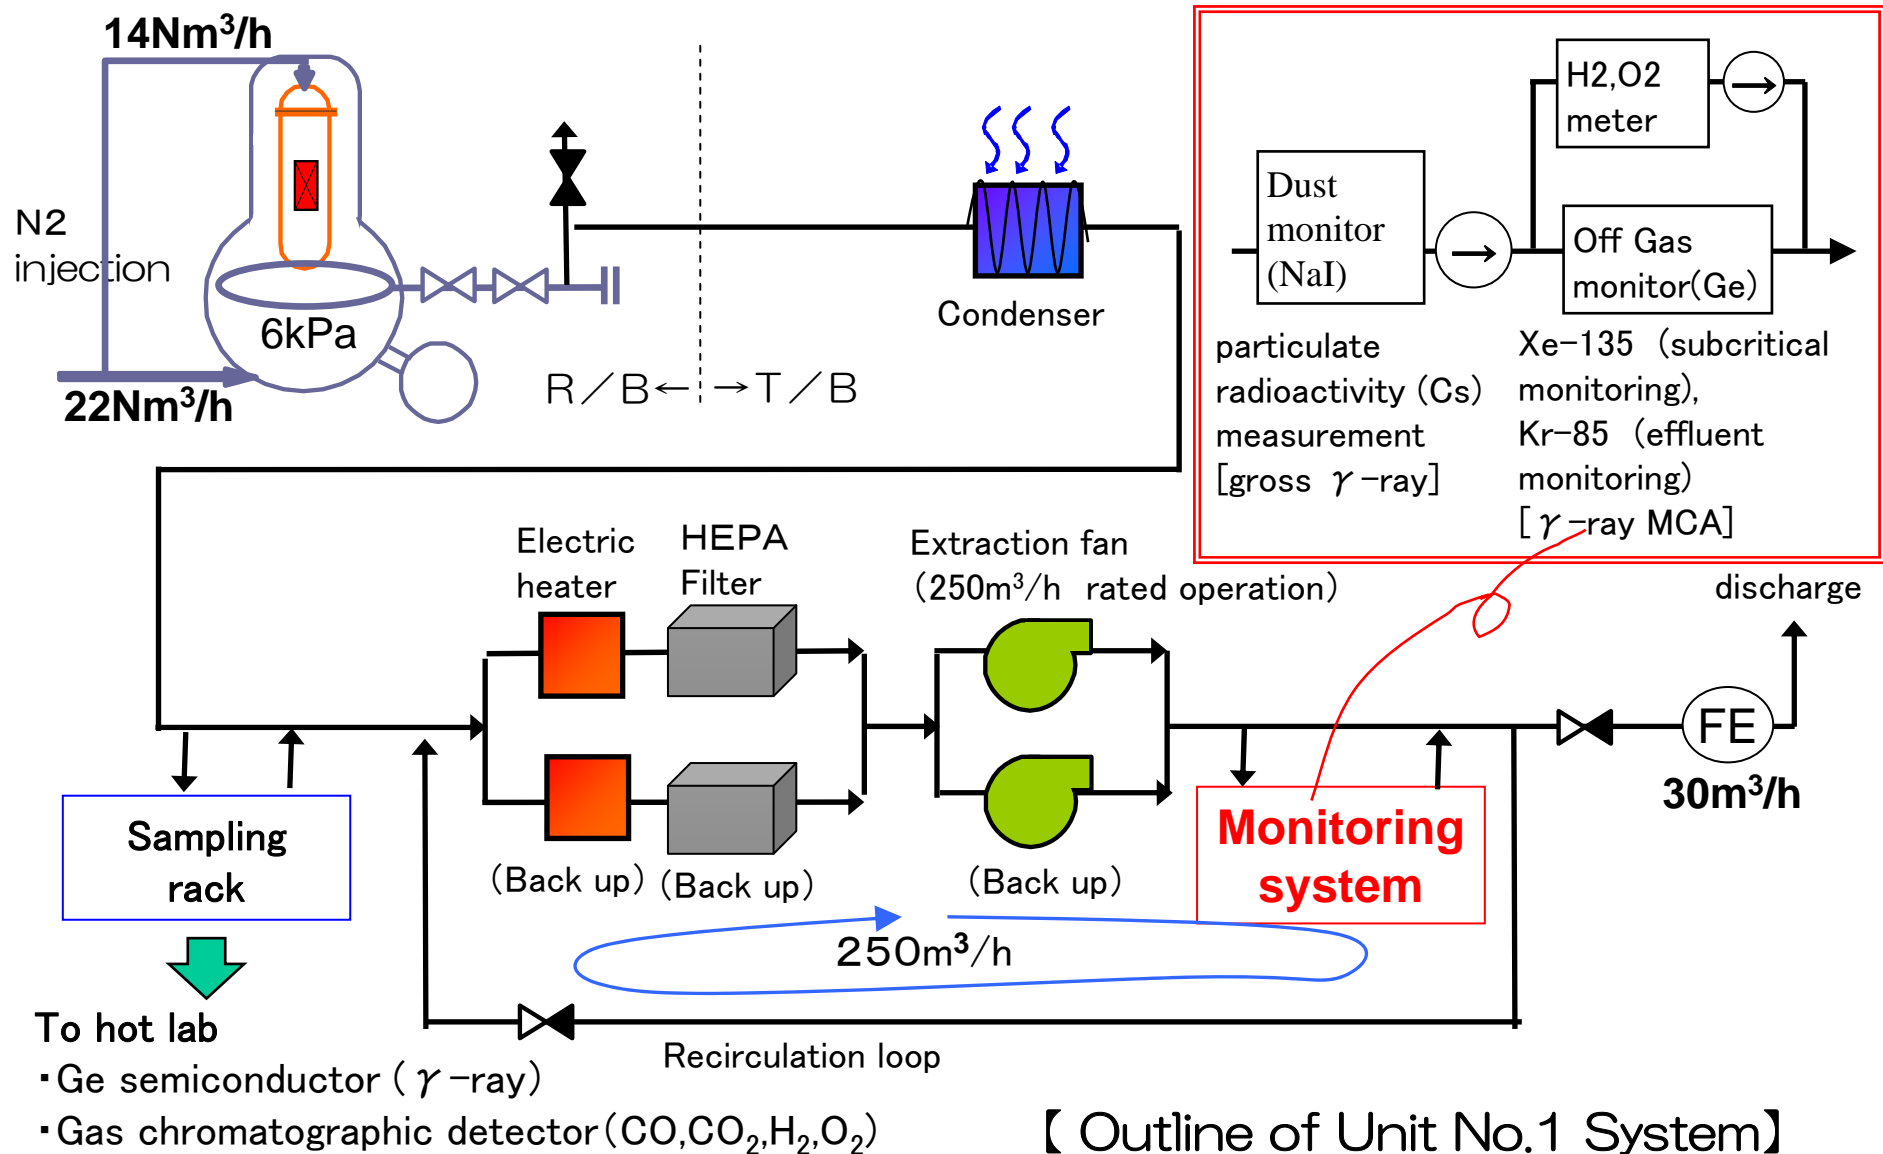 14Nm³/h
N2
injection
6kPa
22Nm³/h
R／B←
→T／B
Condenser
H2,O2
meter
Dust
monitor
(NaI)
Off Gas
monitor(Ge)
particulate
radioactivity (Cs)
measurement
[gross γ-ray]
Xe-135 (subcritical
monitoring),
Kr-85 (effluent
monitoring)
[γ-ray MCA]
Electric
heater
HEPA
Filter
Extraction fan
(250m³/h rated operation)
discharge
FE
30m³/h
Sampling
rack
(Back up)
(Back up)
(Back up)
Monitoring
system
250m³/h
Recirculation loop
To hot lab
・Ge semiconductor (γ-ray)
・Gas chromatographic detector(CO,CO₂,H₂,O₂)
【 Outline of Unit No.1 System】